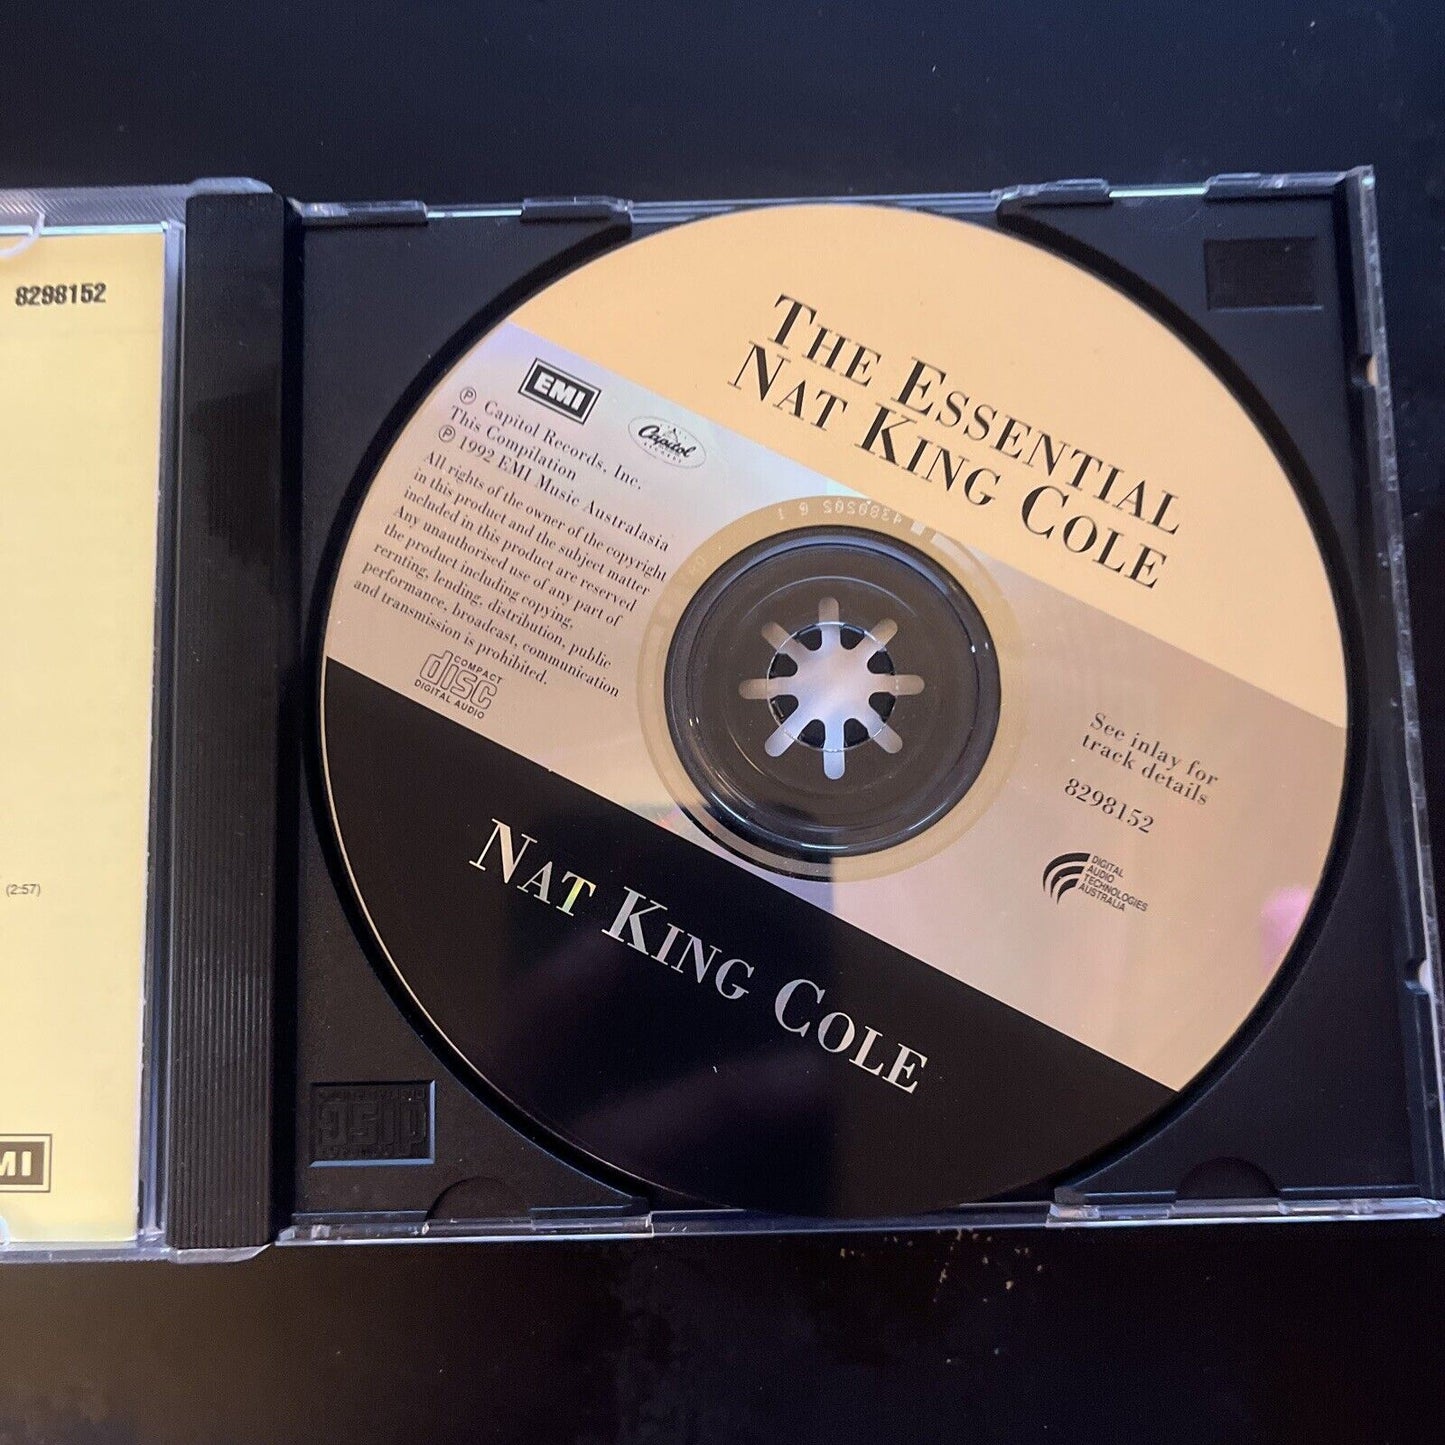 8298152
(2:57)
MI
THE ESSENTIAL
NAT KING COLE
EMI
Capitol
RECORDS
℗ Capitol Records, Inc.
This Compilation
℗ 1992 EMI Music Australasia
All rights of the owner of the copyright
in this product and the subject matter
included in this product are reserved
Any unauthorised use of any part of
the product including copying,
rernting, lending, distribution, public
performance, broadcast, communication
and transmission is prohibited.
COMPACT
disc
DIGITAL AUDIO
See inlay for
track details
8298152
DIGITAL
AUDIO
TECHNOLOGIES
AUSTRALIA
NAT KING COLE